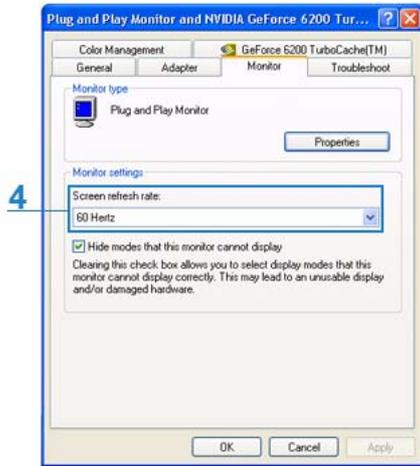 Plug and Play Monitor and NVIDIA GeForce 6200 Tur...
Color Management
GeForce 6200 TurboCache(TM)
General
Adapter
Monitor
Troubleshoot
Monitor type
Plug and Play Monitor
Properties
Monitor settings
4
Screen refresh rate:
60 Hertz
Hide modes that this monitor cannot display
Clearing this check box allows you to select display modes that this
monitor cannot display correctly. This may lead to an unusable display
and/or damaged hardware.
OK
Cancel
Apply